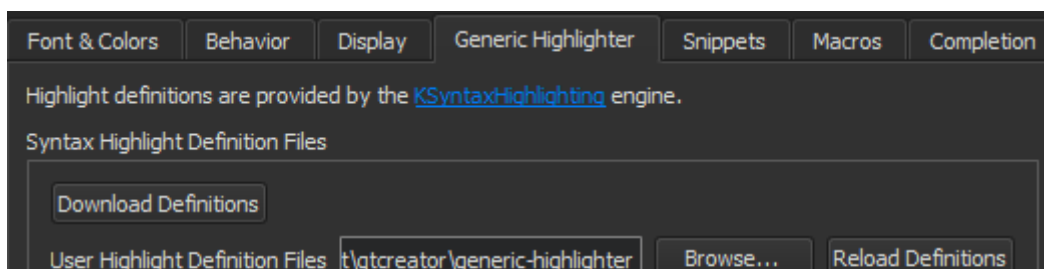 Font & Colors Behavior Display Generic Highlighter Snippets Macros Completion
Highlight definitions are provided by the KSyntaxHighlighting engine.
Syntax Highlight Definition Files
Download Definitions
User Highlight Definition Files t\qtcreator\generic-highlighter Browse... Reload Definitions